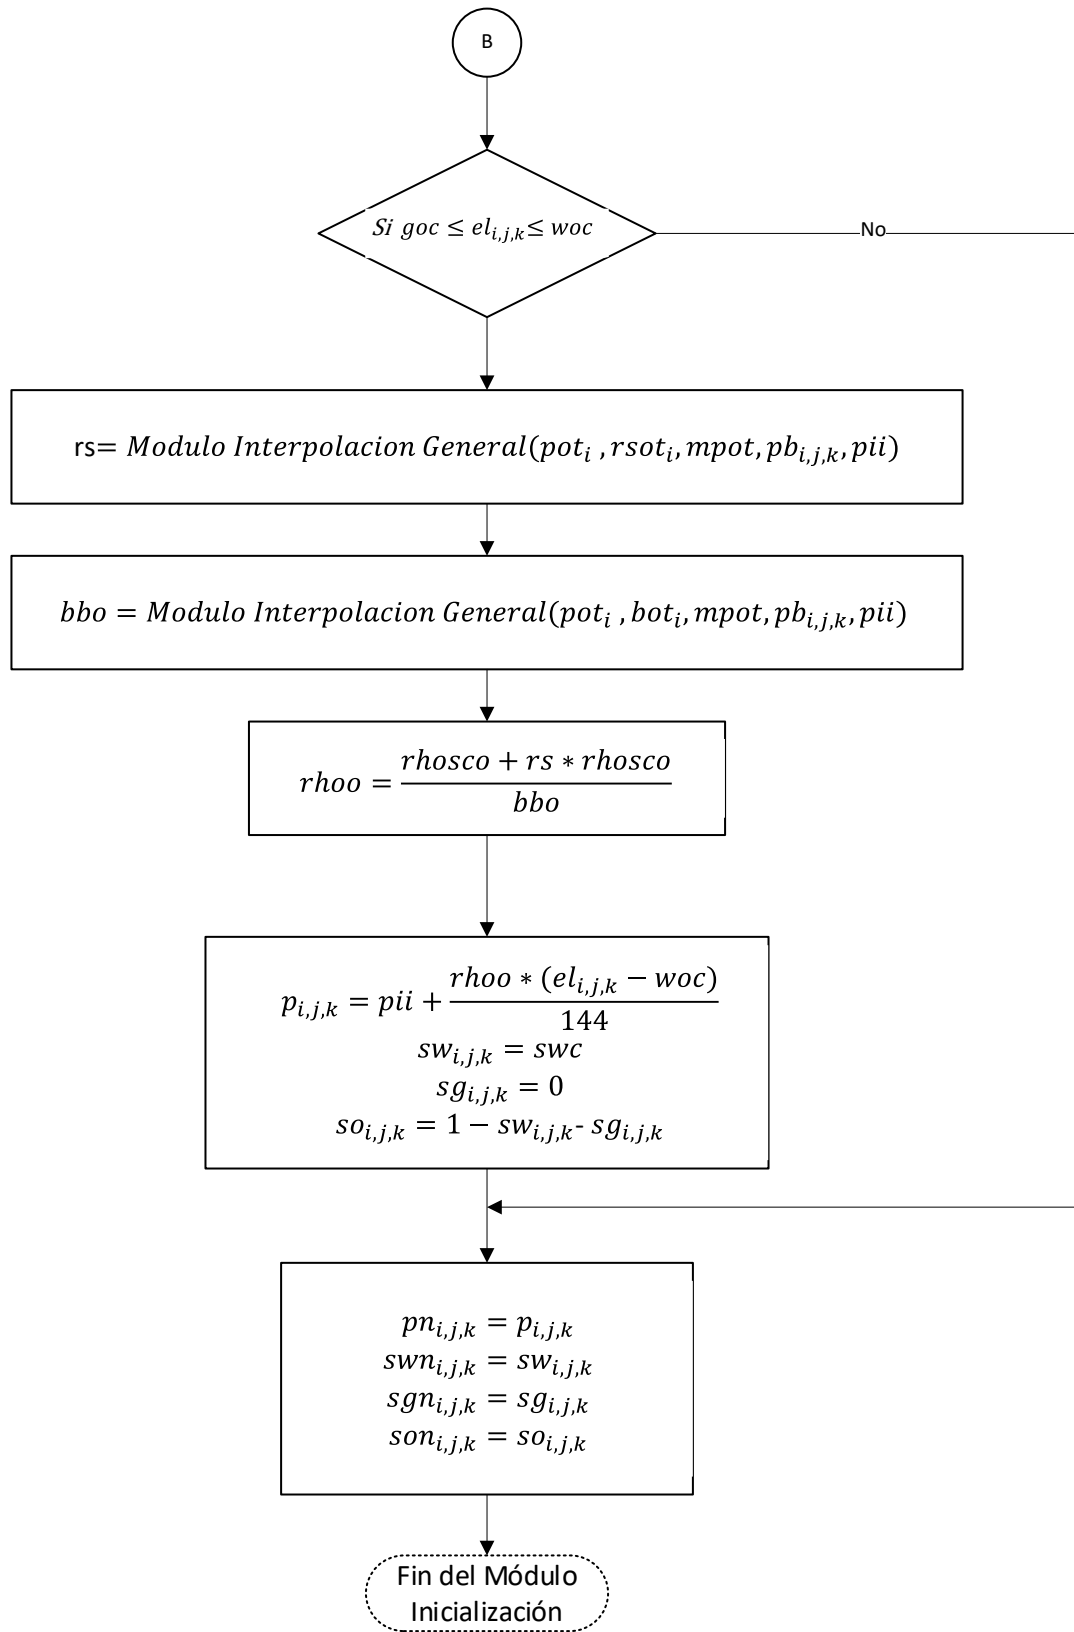 B
Si goc ≤ el_{i,j,k} ≤ woc
No
rs= Modulo Interpolacion General(pot_i , rsot_i, mpot, pb_{i,j,k}, pii)
bbo = Modulo Interpolacion General(pot_i , bot_i, mpot, pb_{i,j,k}, pii)
rhoo = \frac{rhosco + rs * rhosco}{bbo}
p_{i,j,k} = pii + \frac{rhoo * (el_{i,j,k} − woc)}{144}
sw_{i,j,k} = swc
sg_{i,j,k} = 0
so_{i,j,k} = 1 − sw_{i,j,k}- sg_{i,j,k}
pn_{i,j,k} = p_{i,j,k}
swn_{i,j,k} = sw_{i,j,k}
sgn_{i,j,k} = sg_{i,j,k}
son_{i,j,k} = so_{i,j,k}
Fin del Módulo
Inicialización